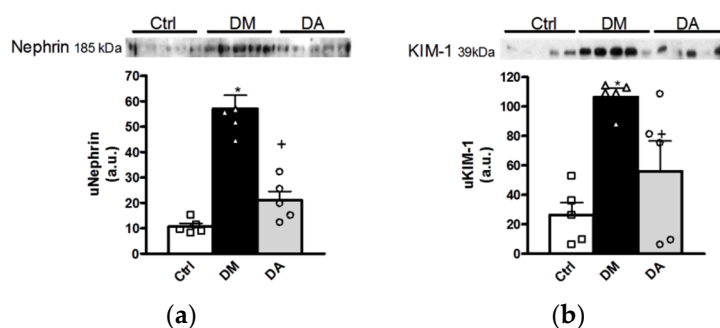 Ctrl DM DA
Nephrin 185 kDa
70
60
50
40
30
20
10
0
uNephrin
(a.u.)
*
+
Ctrl
DM
DA
(a)
Ctrl DM DA
KIM-1 39kDa
120
100
80
60
40
20
0
uKIM-1
(a.u.)
*
+
Ctrl
DM
DA
(b)